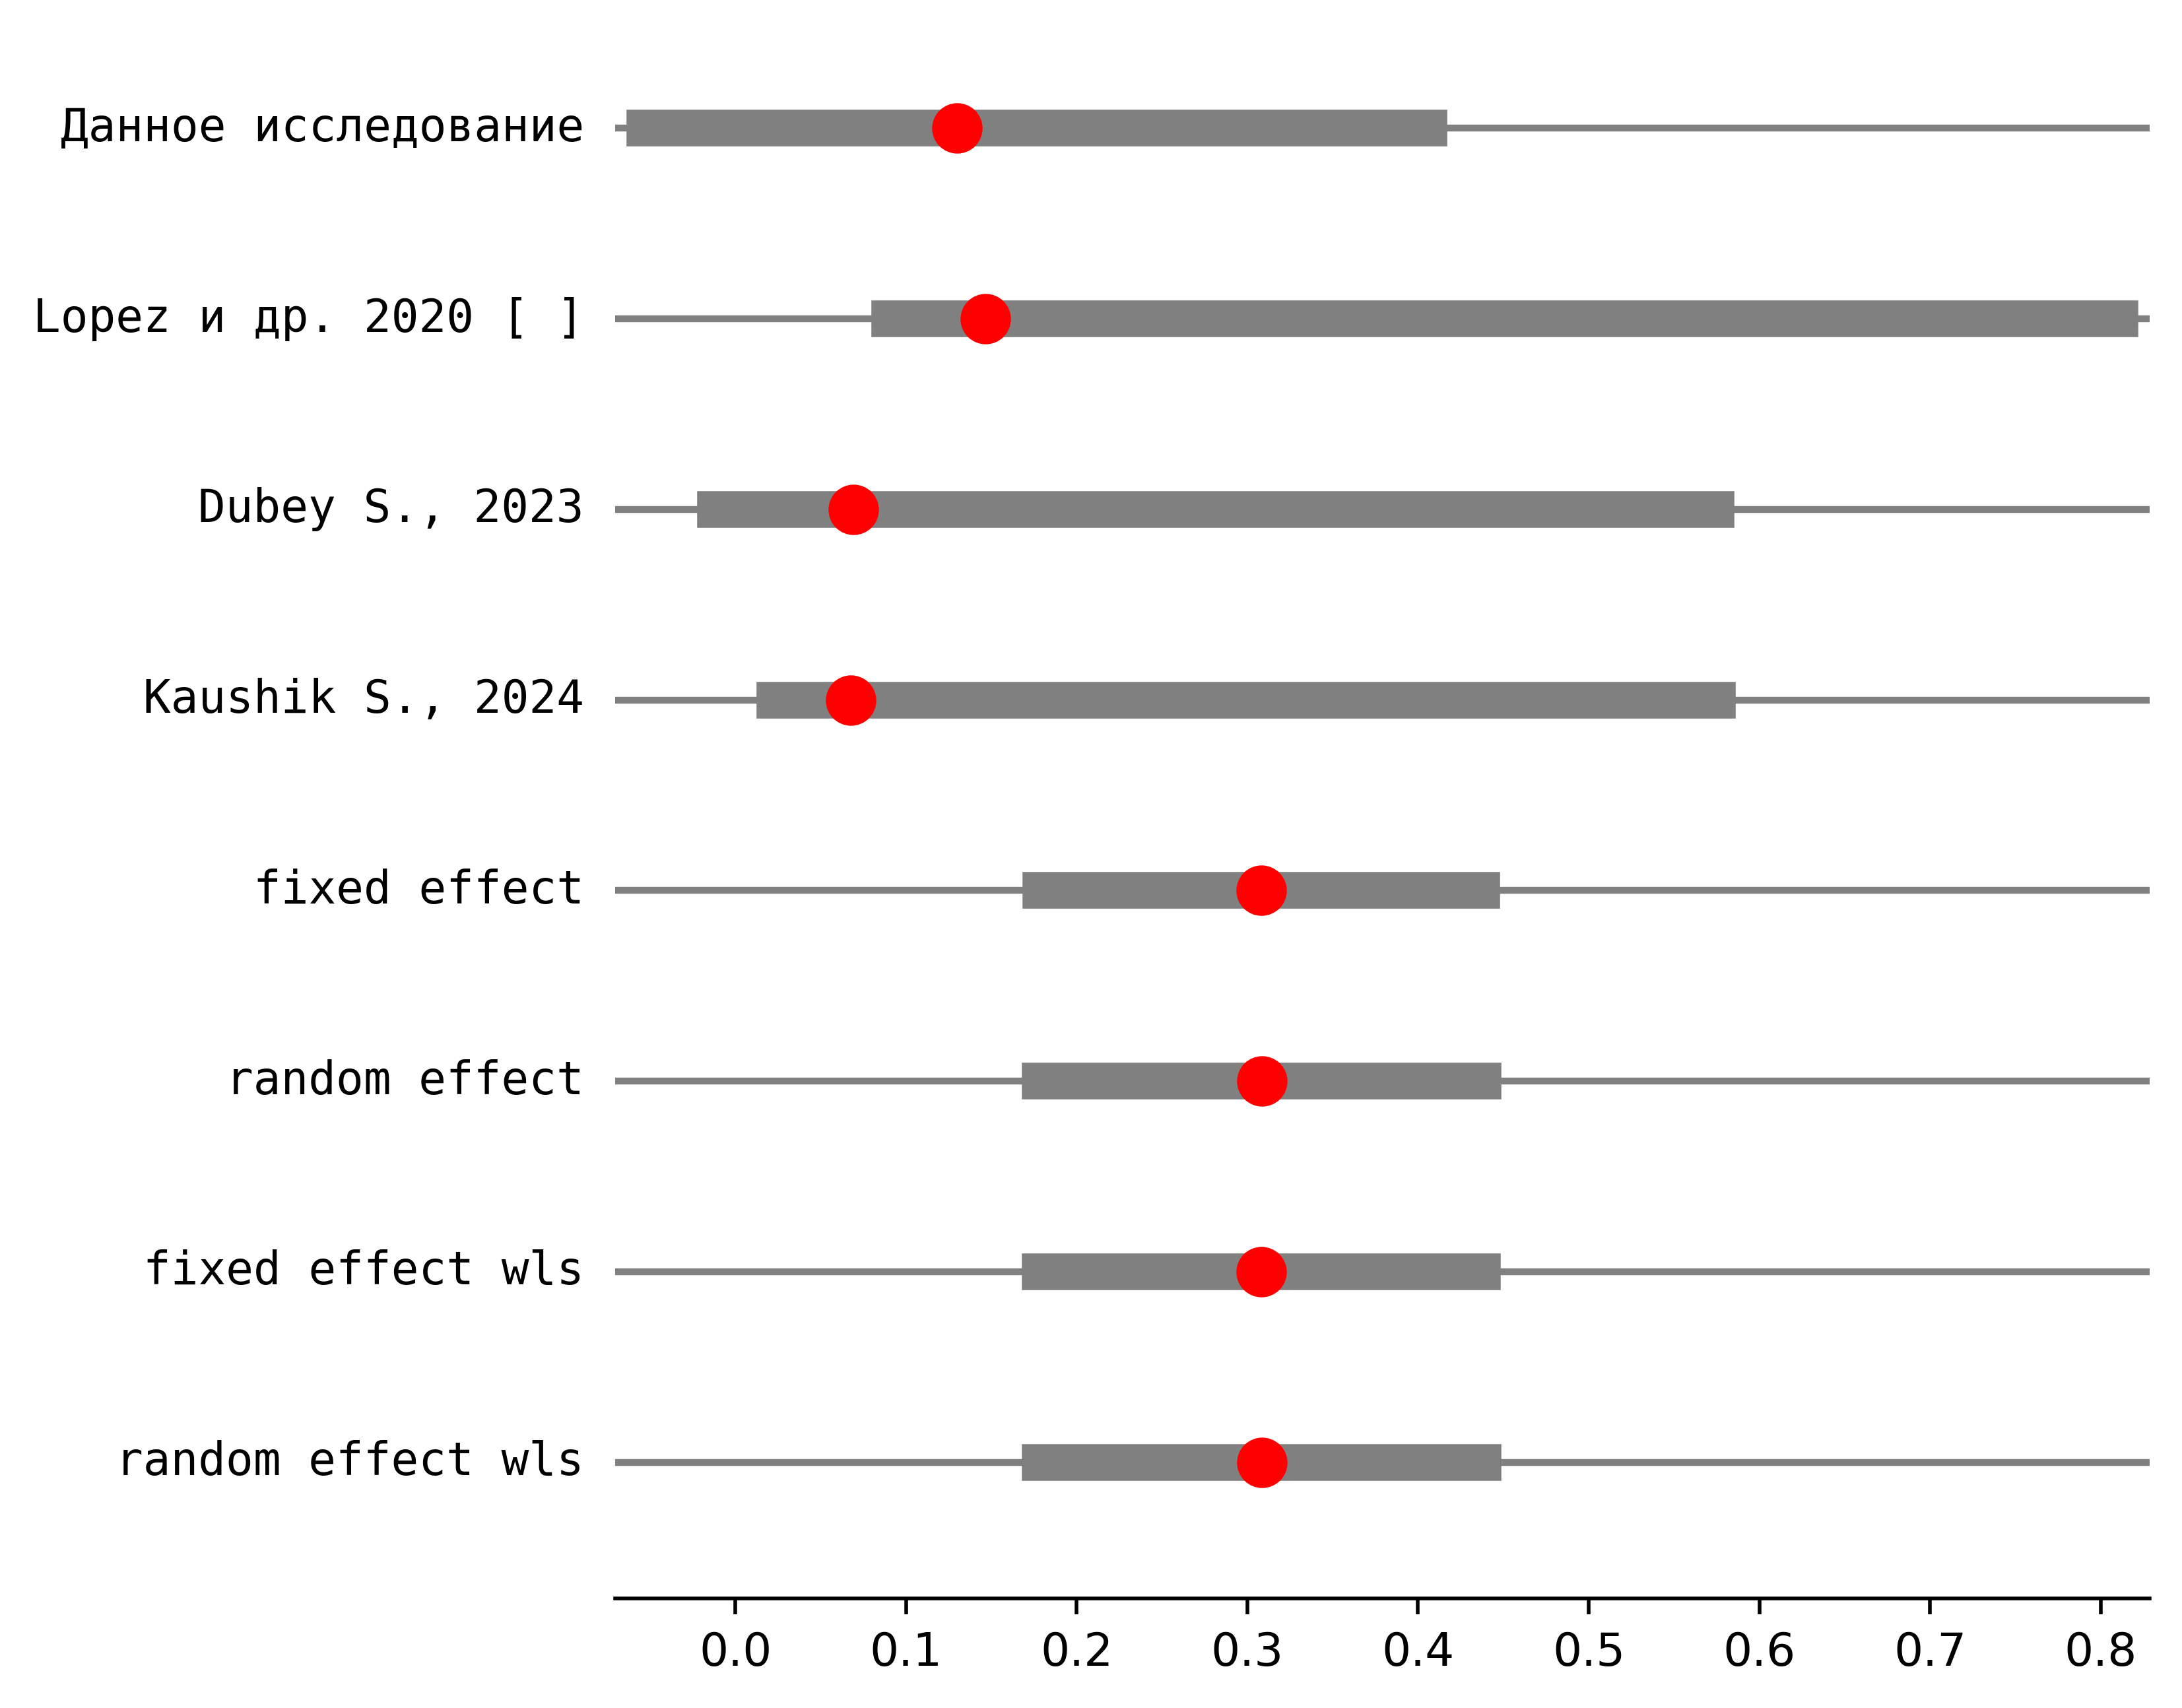 Данное исследование
Lopez и др. 2020 [ ]
Dubey S., 2023
Kaushik S., 2024
fixed effect
random effect
fixed effect wls
random effect wls
0.0 0.1 0.2 0.3 0.4 0.5 0.6 0.7 0.8